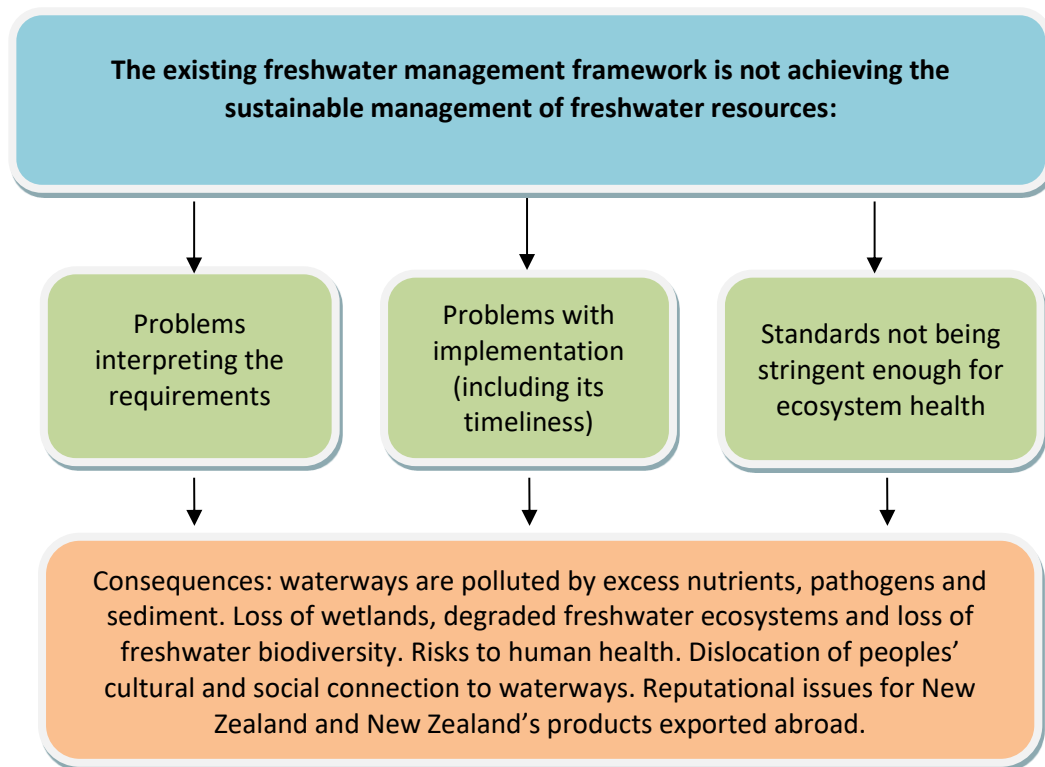 The existing freshwater management framework is not achieving the
sustainable management of freshwater resources:
Problems
interpreting the
requirements
Problems with
implementation
(including its
timeliness)
Standards not being
stringent enough for
ecosystem health
Consequences: waterways are polluted by excess nutrients, pathogens and
sediment. Loss of wetlands, degraded freshwater ecosystems and loss of
freshwater biodiversity. Risks to human health. Dislocation of peoples’
cultural and social connection to waterways. Reputational issues for New
Zealand and New Zealand’s products exported abroad.